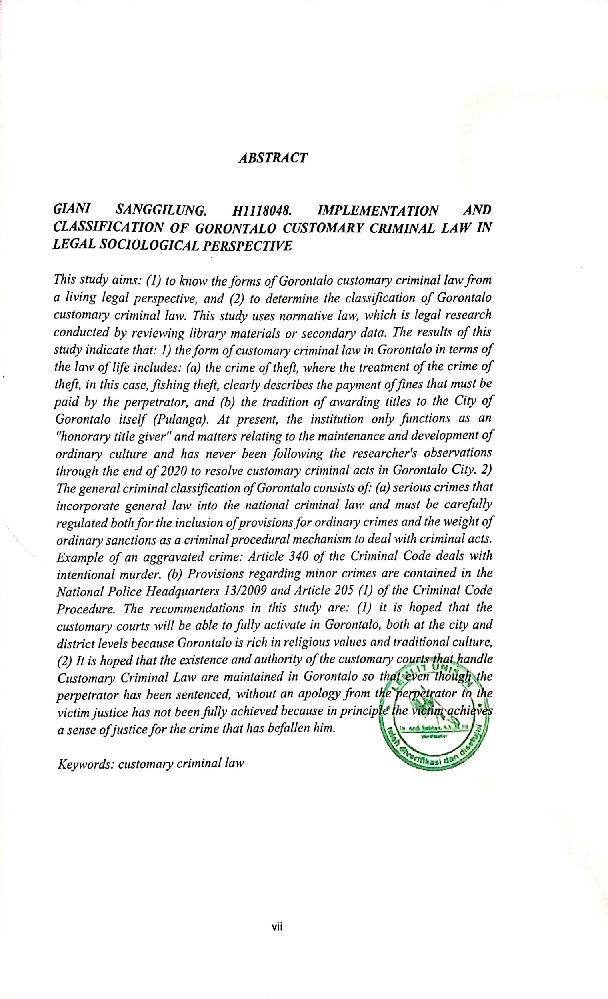 ABSTRACT
GIANI SANGGILUNG. H1118048. IMPLEMENTATION AND
CLASSIFICATION OF GORONTALO CUSTOMARY CRIMINAL LAW IN
LEGAL SOCIOLOGICAL PERSPECTIVE
This study aims: (1) to know the forms of Gorontalo customary criminal law from
a living legal perspective, and (2) to determine the classification of Gorontalo
customary criminal law. This study uses normative law, which is legal research
conducted by reviewing library materials or secondary data. The results of this
study indicate that: 1) the form of customary criminal law in Gorontalo in terms of
the law of life includes: (a) the crime of theft, where the treatment of the crime of
theft, in this case, fishing theft, clearly describes the payment of fines that must be
paid by the perpetrator, and (b) the tradition of awarding titles to the City of
Gorontalo itself (Pulanga). At present, the institution only functions as an
"honorary title giver" and matters relating to the maintenance and development of
ordinary culture and has never been following the researcher's observations
through the end of 2020 to resolve customary criminal acts in Gorontalo City. 2)
The general criminal classification of Gorontalo consists of: (a) serious crimes that
incorporate general law into the national criminal law and must be carefully
regulated both for the inclusion of provisions for ordinary crimes and the weight of
ordinary sanctions as a criminal procedural mechanism to deal with criminal acts.
Example of an aggravated crime: Article 340 of the Criminal Code deals with
intentional murder. (b) Provisions regarding minor crimes are contained in the
National Police Headquarters 13/2009 and Article 205 (1) of the Criminal Code
Procedure. The recommendations in this study are: (1) it is hoped that the
customary courts will be able to fully activate in Gorontalo, both at the city and
district levels because Gorontalo is rich in religious values and traditional culture,
(2) It is hoped that the existence and authority of the customary courts that handle
Customary Criminal Law are maintained in Gorontalo so that even though the
perpetrator has been sentenced, without an apology from the perpetrator to the
victim justice has not been fully achieved because in principle the victim achieves
a sense of justice for the crime that has befallen him.
Verifikator
telah diverifikasi dan disetujui
Keywords: customary criminal law
vii